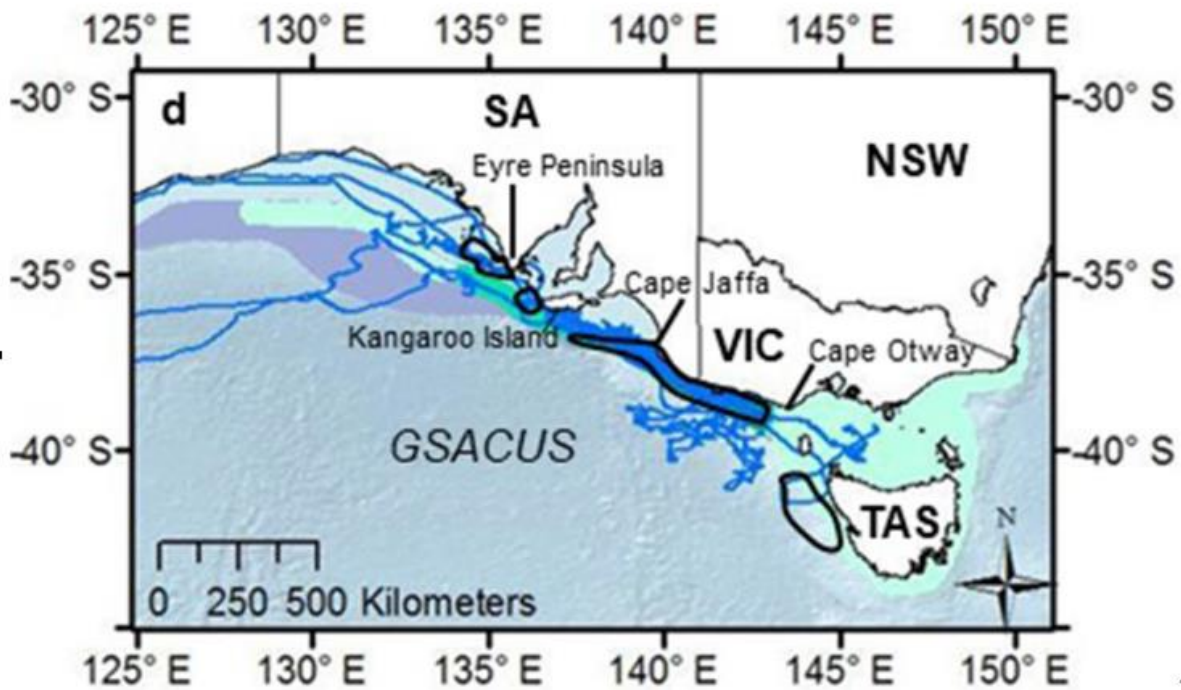 125° E 130° E 135° E 140° E 145° E 150° E
-30° S -30° S
d SA
Eyre Peninsula
NSW
-35° S -35° S
Cape Jaffa
Kangaroo Island
VIC Cape Otway
GSACUS
-40° S -40° S
TAS
N
0 250 500 Kilometers
125° E 130° E 135° E 140° E 145° E 150° E